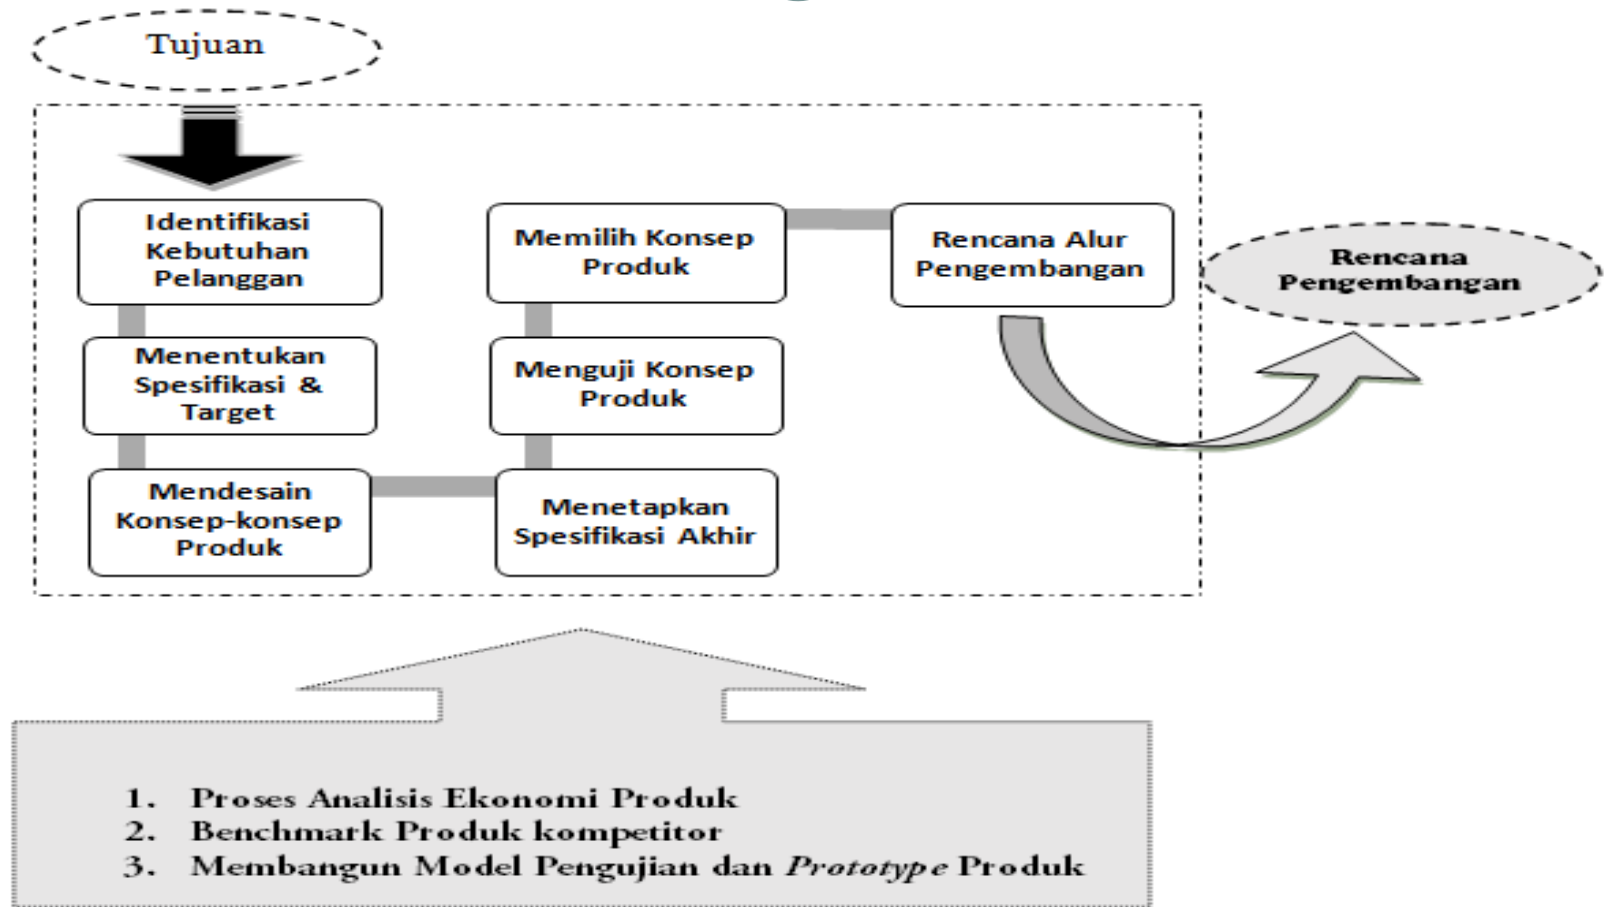 Tujuan
Identifikasi
Kebutuhan
Pelanggan
Menentukan
Spesifikasi &
Target
Mendesain
Konsep-konsep
Produk
Menetapkan
Spesifikasi Akhir
Menguji Konsep
Produk
Memilih Konsep
Produk
Rencana Alur
Pengembangan
Rencana
Pengembangan
1. Proses Analisis Ekonomi Produk
2. Benchmark Produk kompetitor
3. Membangun Model Pengujian dan Prototype Produk